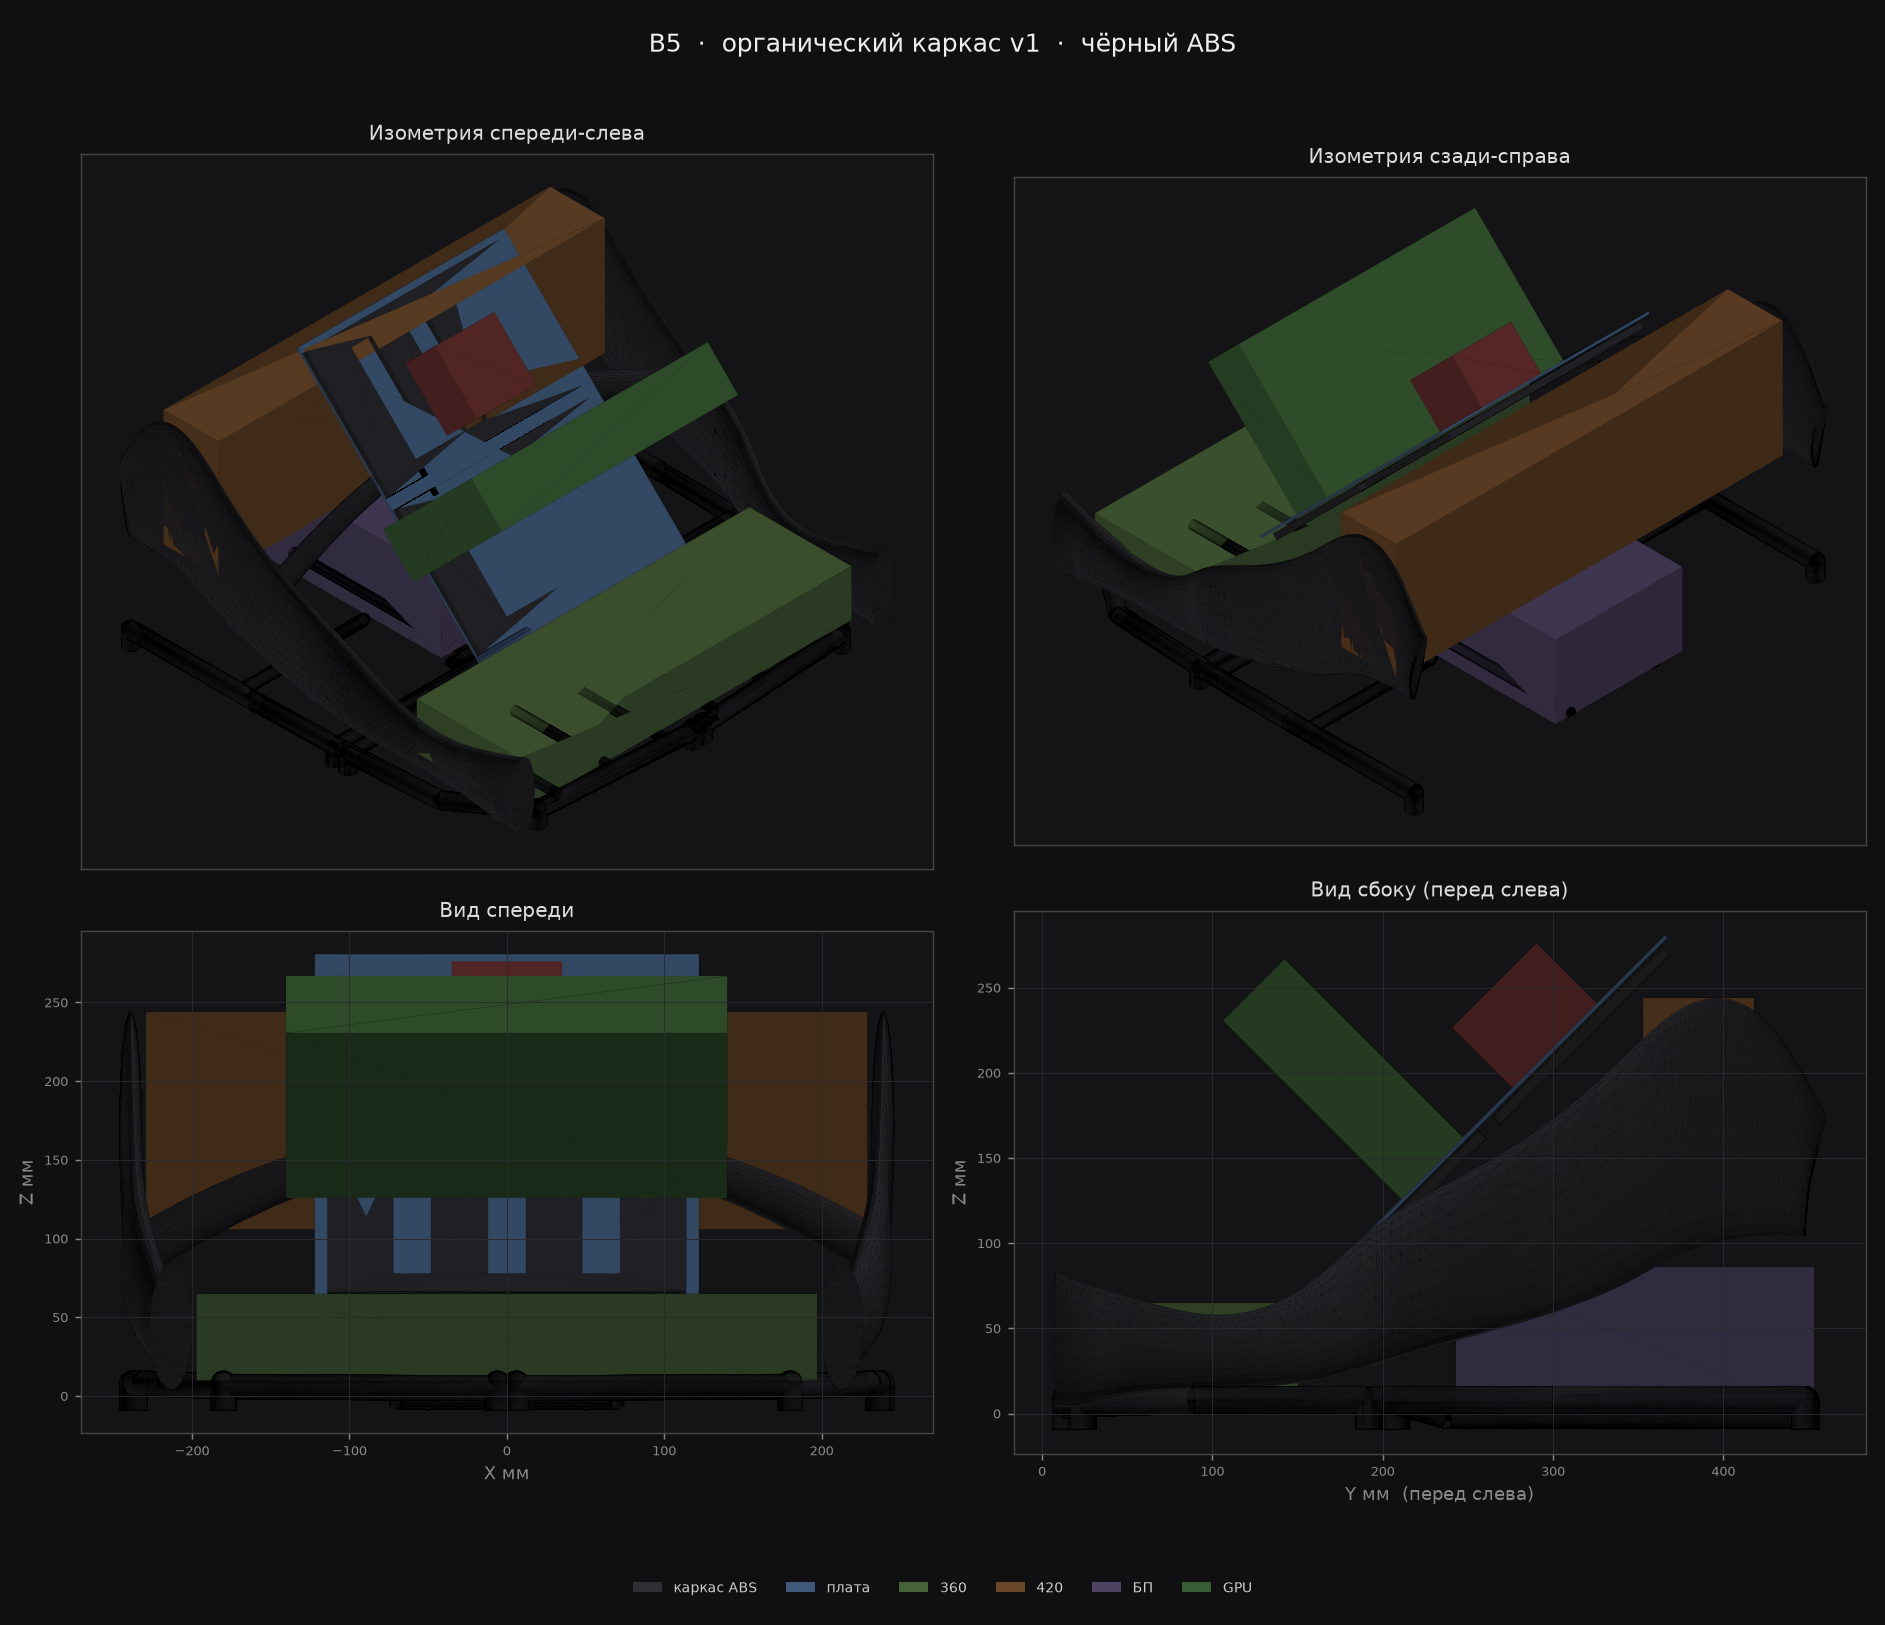 B5 · органический каркас v1 · чёрный ABS
Изометрия спереди-слева
Изометрия сзади-справа
Вид спереди
250
200
150
100
50
0
Z мм
−200
−100
0
100
200
X мм
Вид сбоку (перед слева)
250
200
150
100
50
0
Z мм
0
100
200
300
400
Y мм (перед слева)
каркас ABS
плата
360
420
БП
GPU